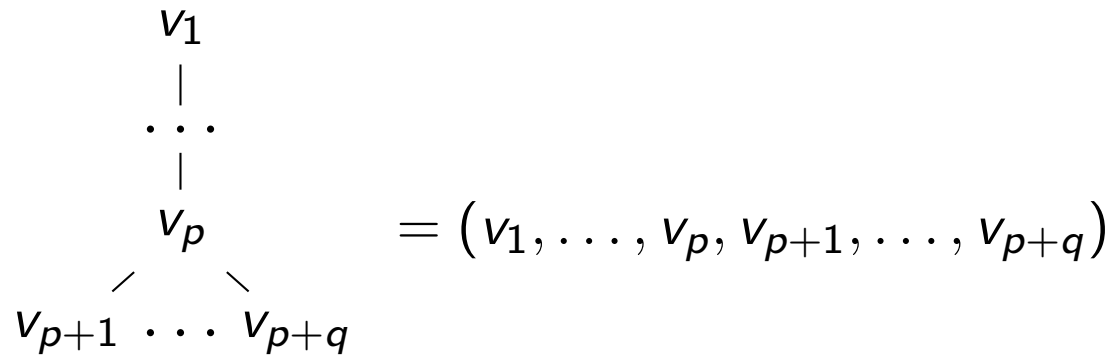 v₁
...
vₚ
= (v₁, ..., vₚ, vₚ₊₁, ..., vₚ₊q)
vₚ₊₁ ... vₚ₊q